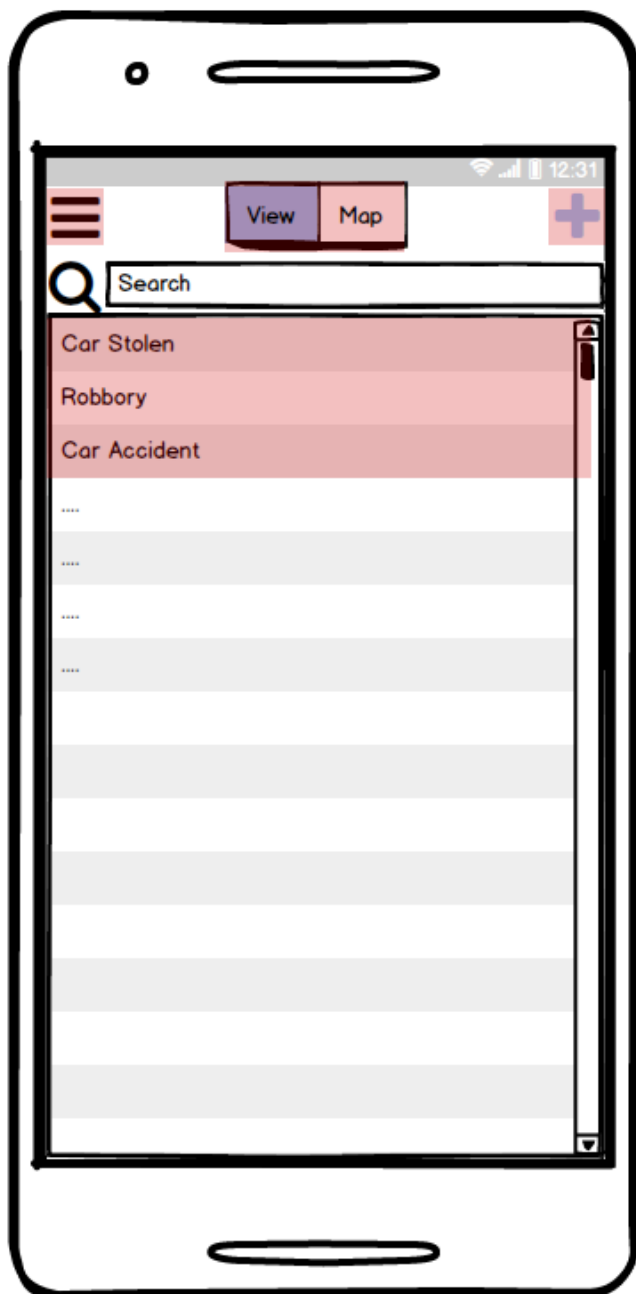 12:31
View Map
Search
Car Stolen
Robbory
Car Accident
....
....
....
....